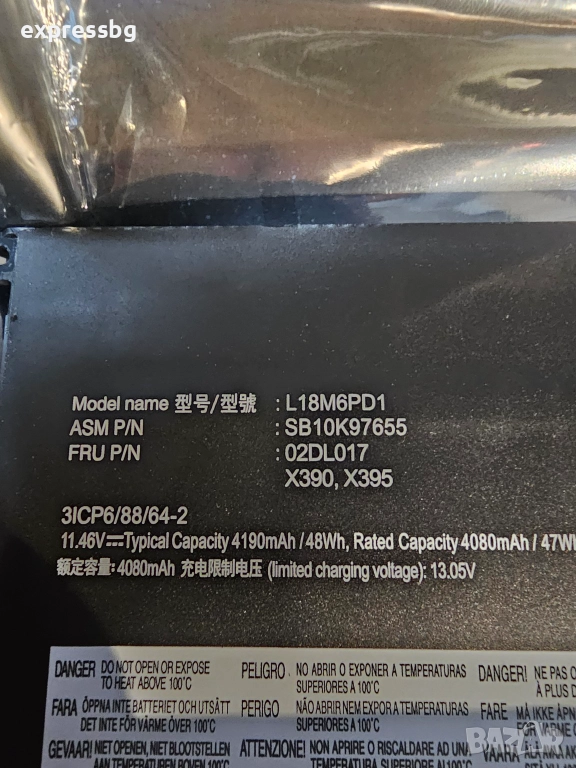 expressbg
Model name 型号/型號 : L18M6PD1
ASM P/N : SB10K97655
FRU P/N : 02DL017
X390, X395
3ICP6/88/64-2
11.46V⎓Typical Capacity 4190mAh / 48Wh, Rated Capacity 4080mAh / 47Wh
额定容量: 4080mAh 充电限制电压 (limited charging voltage): 13.05V
DANGER DO NOT OPEN OR EXPOSE TO HEAT ABOVE 100°C
PELIGRO NO ABRIR O EXPONER A TEMPERATURAS SUPERIORES A 100°C
DANGER! NE PAS O
À PLUS D
FARA ÖPPNA INTE BATTERIET OCH UTSÄTT DET INTE FÖR VÄRME ÖVER 100°C
PERIGO NÃO ABRIR NEM EXPOR A TEMPERATURAS SUPERIORES A 100°C
FARE MÅ IKKE ÅPN
FOR VARME O
GEVAAR! NIET OPENEN, NIET BLOOTSTELLEN AAN TEMPERATUREN BOVEN 100°C
ATTENZIONE! NON APRIRE O RISCALDARE AD UNA TEMPERATURA SUPERIORE A 100°C
VAARA
BAZAR